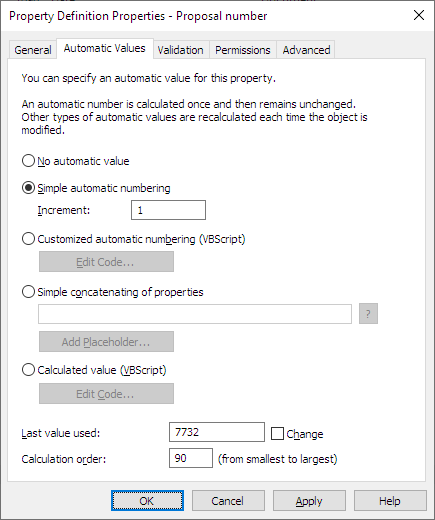 Property Definition Properties - Proposal number
General
Automatic Values
Validation
Permissions
Advanced
You can specify an automatic value for this property.
An automatic number is calculated once and then remains unchanged.
Other types of automatic values are recalculated each time the object is
modified.
No automatic value
Simple automatic numbering
Increment: 1
Customized automatic numbering (VBScript)
Edit Code...
Simple concatenating of properties
?
Add Placeholder...
Calculated value (VBScript)
Edit Code...
Last value used: 7732 Change
Calculation order: 90 (from smallest to largest)
OK Cancel Apply Help